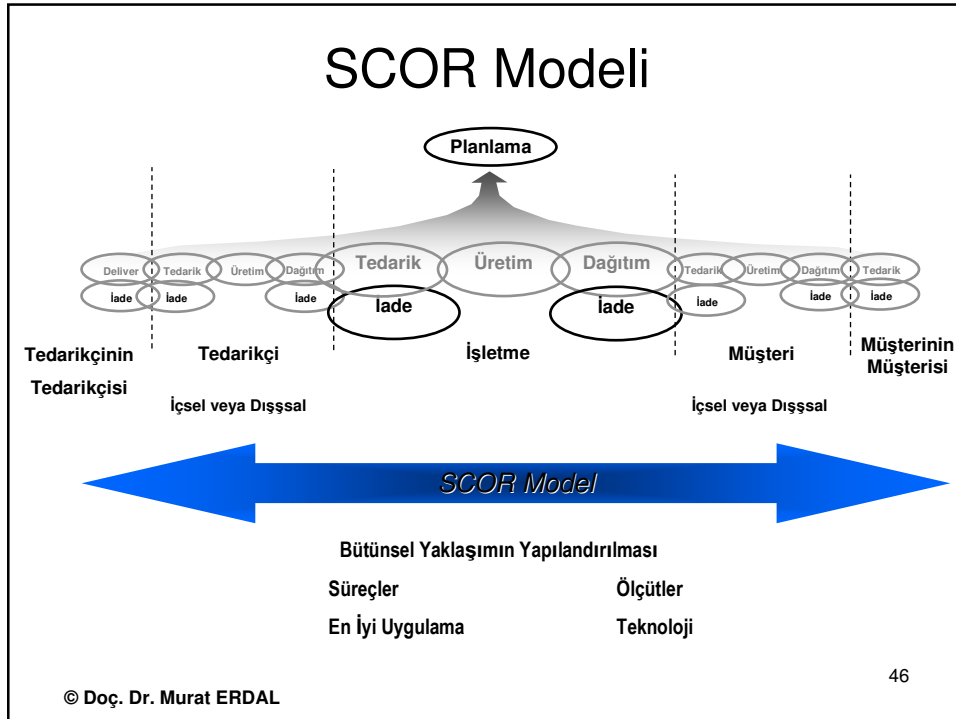 SCOR Modeli
Planlama
Deliver Tedarik Üretim Dağıtım Tedarik Üretim Dağıtım Tedarik Üretim Dağıtım Tedarik
İade İade İade Iade İade İade İade İade
Tedarikçinin
Tedarikçisi
Tedarikçi
İşletme
Müşteri
Müşterinin
Müşterisi
İçsel veya Dışşsal
İçsel veya Dışşsal
SCOR Model
Bütünsel Yaklaşımın Yapılandırılması
Süreçler Ölçütler
En İyi Uygulama Teknoloji
46
© Doç. Dr. Murat ERDAL